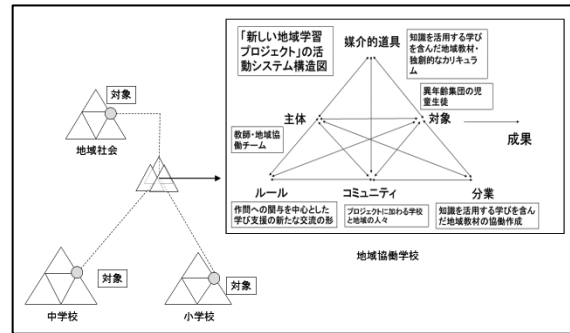 「新しい地域学習
プロジェクト」の活
動システム構造図
媒介的道具
知識を活用する学び
を含んだ地域教材・
独創的なカリキュラ
ム
異年齢集団の児
童生徒
主体
対象
成果
教師・地域協
働チーム
ルール
コミュニティ
分業
作問への関与を中心とした
学び支援の新たな交流の形
プロジェクトに加わる学校
と地域の人々
知識を活用する学びを含ん
だ地域教材の協働作成
地域協働学校
対象
地域社会
対象
中学校
対象
小学校